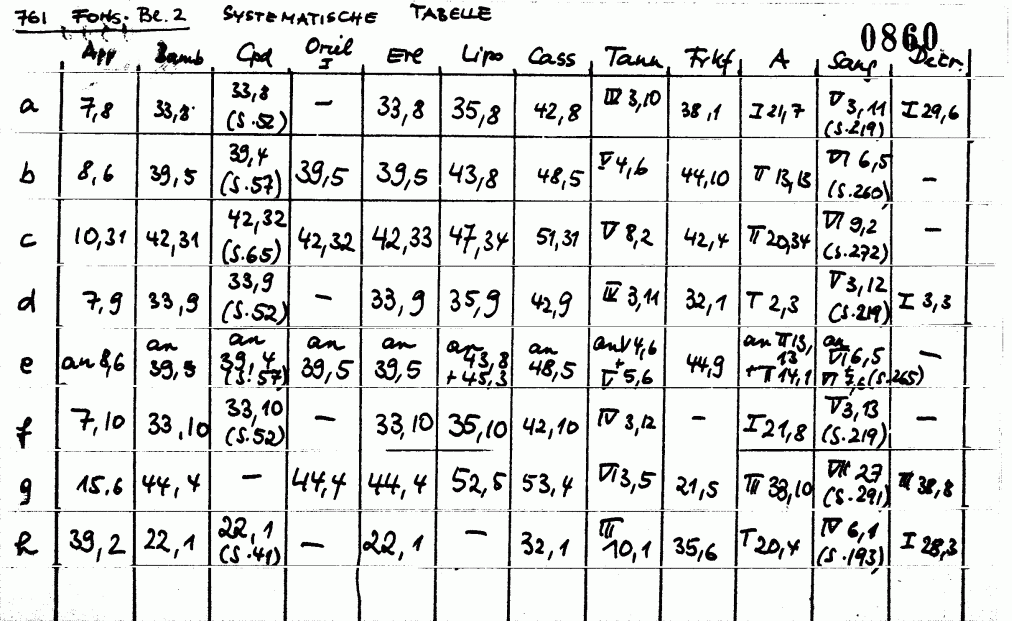 761 FONS. Bl. 2 SYSTEMATISCHE TABELLE
0860
App Bamb Cpd Oriil I Ere Lips Cass Tann Frkf A Sang Detr.
a 7,8 33,8 33,8 (S.52) — 33,8 35,8 42,8 IV 3,10 38,1 I 21,7 V 3,11 (S.219) I 29,6
b 8,6 39,5 39,4 (S.57) 39,5 39,5 43,8 48,5 V 4,6 44,10 II 13,13 VI 6,5 (S.260) —
c 10,31 42,31 42,32 (S.65) 42,32 42,33 47,34 51,31 V 8,2 42,4 II 20,34 VI 9,2 (S.272) —
d 7,9 33,9 33,9 (S.52) — 33,9 35,9 42,9 IV 3,11 32,1 I 2,3 V 3,12 (S.219) I 3,3
e an 8,6 an 39,5 an 39,4 (S.57) an 39,5 an 39,5 an 43,8 + 45,3 an 48,5 an V 4,6 + V 5,6 44,9 an II 13,13 + II 14,1 an VI 6,5 + VI 7,6 (S.265) —
f 7,10 33,10 33,10 (S.52) — 33,10 35,10 42,10 IV 3,12 — I 21,8 V 3,13 (S.219) —
g 15,6 44,4 — 44,4 44,4 52,5 53,4 VI 3,5 21,5 III 38,10 VII 27 (S.291) III 38,8
h 39,2 22,1 22,1 (S.41) — 22,1 — 32,1 III 10,1 35,6 I 20,4 IV 6,1 (S.193) I 28,3